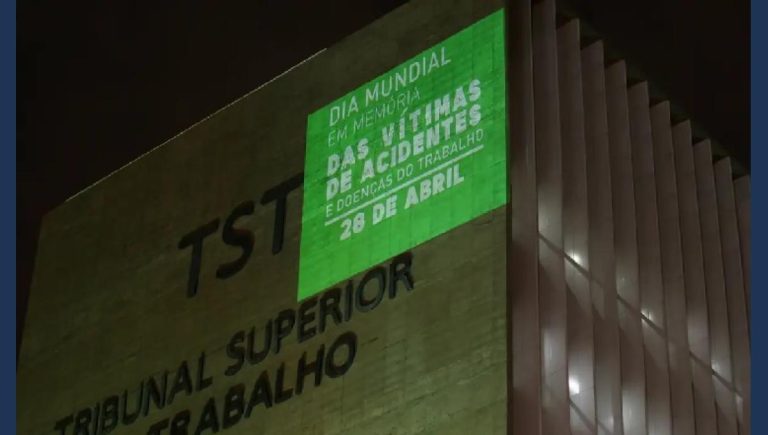 DIA MUNDIAL
EM MEMÓRIA
DAS VÍTIMAS
DE ACIDENTES
E DOENÇAS DO TRABALHO
28 DE ABRIL
TST
TRIBUNAL SUPERIOR
TRABALHO